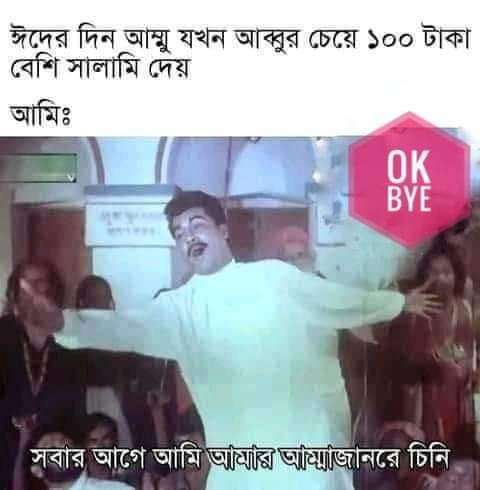 ঈদের দিন আম্মু যখন আব্বুর চেয়ে ১০০ টাকা
বেশি সালামি দেয়
আমিঃ
OK
BYE
সবার আগে আমি আমার আম্মাজানরে চিনি